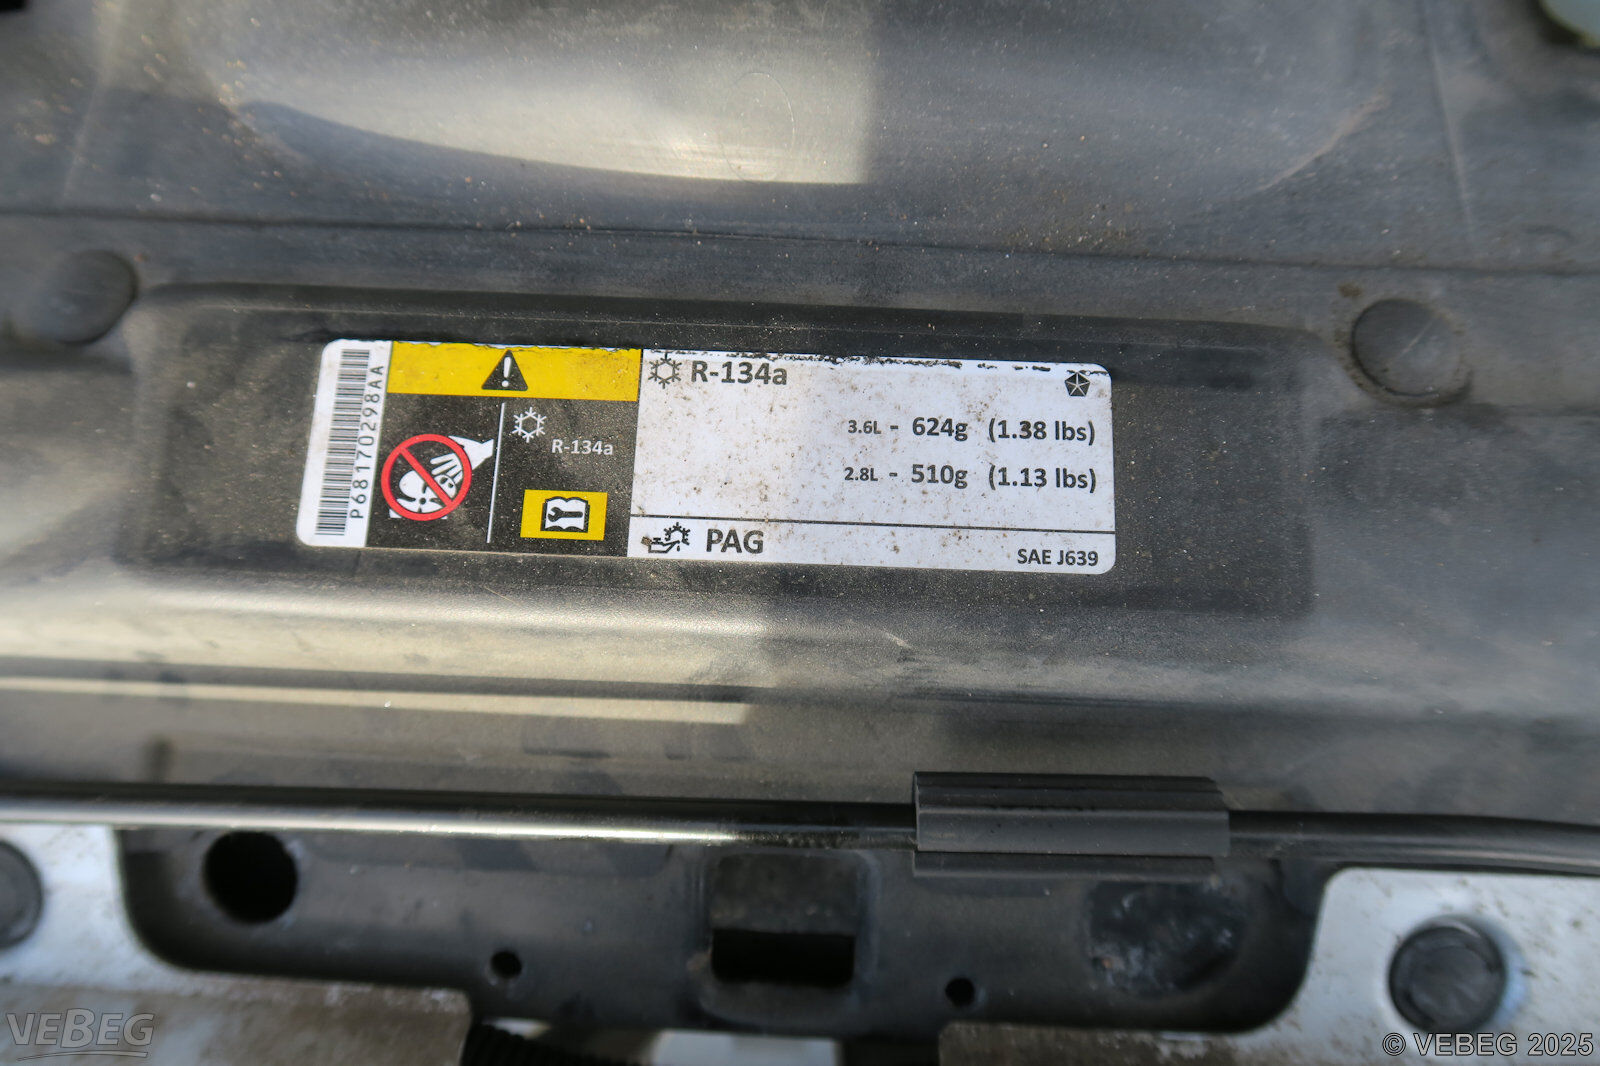 P68170298AA
R-134a
R-134a
3.6L - 624g (1.38 lbs)
2.8L - 510g (1.13 lbs)
PAG
SAE J639
VEBEG
© VEBEG 2025